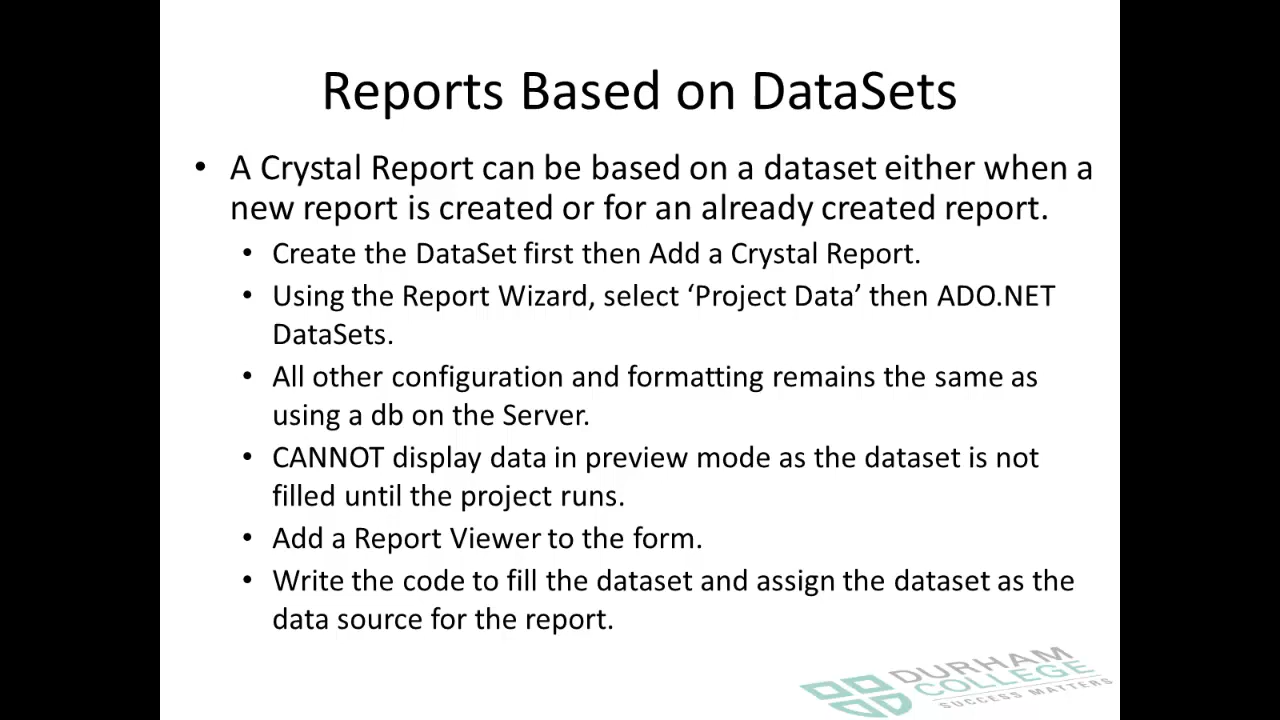 Reports Based on DataSets
• A Crystal Report can be based on a dataset either when a
new report is created or for an already created report.
• Create the DataSet first then Add a Crystal Report.
• Using the Report Wizard, select ‘Project Data’ then ADO.NET
DataSets.
• All other configuration and formatting remains the same as
using a db on the Server.
• CANNOT display data in preview mode as the dataset is not
filled until the project runs.
• Add a Report Viewer to the form.
• Write the code to fill the dataset and assign the dataset as the
data source for the report.
DURHAM
COLLEGE
SUCCESS MATTERS